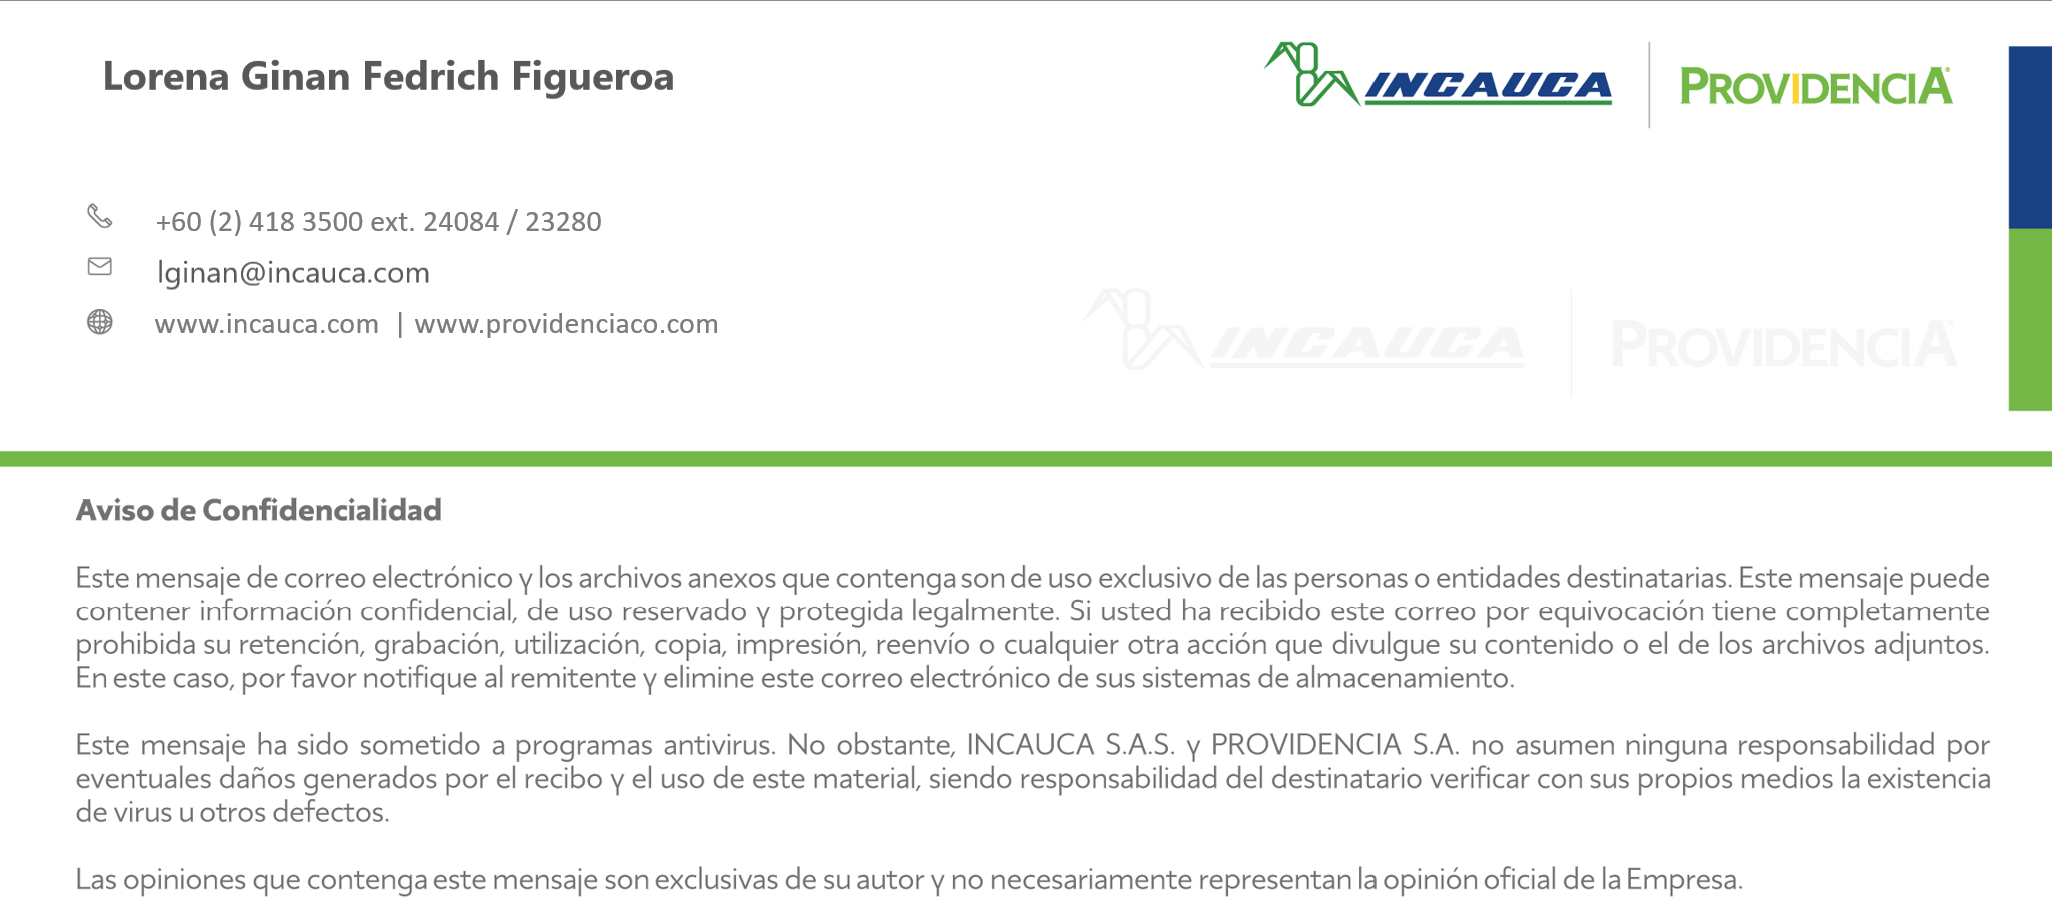 Lorena Ginan Fedrich Figueroa
INCAUCA
PROVIDENCIA®
+60 (2) 418 3500 ext. 24084 / 23280
lginan@incauca.com
www.incauca.com | www.providenciaco.com
INCAUCA
PROVIDENCIA
Aviso de Confidencialidad
Este mensaje de correo electrónico y los archivos anexos que contenga son de uso exclusivo de las personas o entidades destinatarias. Este mensaje puede
contener información confidencial, de uso reservado y protegida legalmente. Si usted ha recibido este correo por equivocación tiene completamente
prohibida su retención, grabación, utilización, copia, impresión, reenvío o cualquier otra acción que divulgue su contenido o el de los archivos adjuntos.
En este caso, por favor notifique al remitente y elimine este correo electrónico de sus sistemas de almacenamiento.
Este mensaje ha sido sometido a programas antivirus. No obstante, INCAUCA S.A.S. y PROVIDENCIA S.A. no asumen ninguna responsabilidad por
eventuales daños generados por el recibo y el uso de este material, siendo responsabilidad del destinatario verificar con sus propios medios la existencia
de virus u otros defectos.
Las opiniones que contenga este mensaje son exclusivas de su autor y no necesariamente representan la opinión oficial de la Empresa.